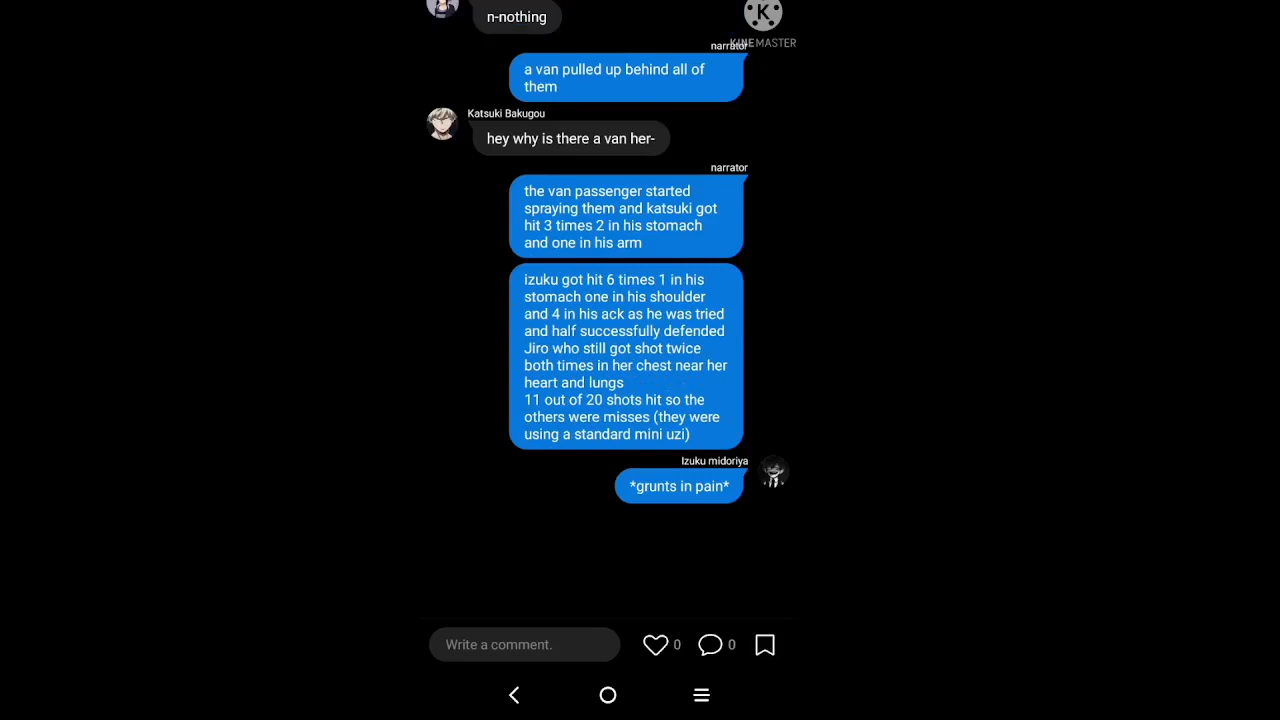 n-nothing
K
KINEMASTER
narrator
a van pulled up behind all of
them
Katsuki Bakugou
hey why is there a van her-
narrator
the van passenger started
spraying them and katsuki got
hit 3 times 2 in his stomach
and one in his arm
izuku got hit 6 times 1 in his
stomach one in his shoulder
and 4 in his ack as he was tried
and half successfully defended
Jiro who still got shot twice
both times in her chest near her
heart and lungs
11 out of 20 shots hit so the
others were misses (they were
using a standard mini uzi)
Izuku midoriya
*grunts in pain*
Write a comment.
0
0